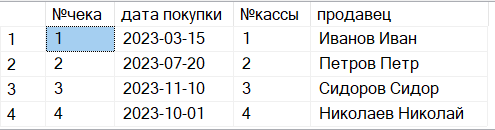 №чека дата покупки №кассы продавец
1 1 2023-03-15 1 Иванов Иван
2 2 2023-07-20 2 Петров Петр
3 3 2023-11-10 3 Сидоров Сидор
4 4 2023-10-01 4 Николаев Николай